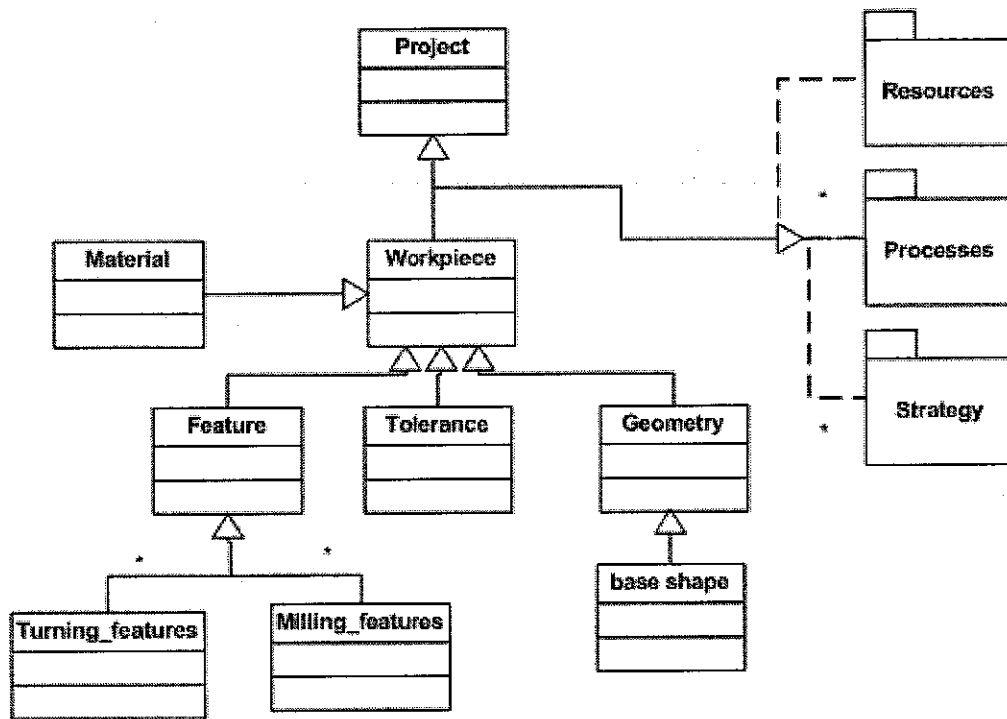 Project
Resources
*
Material
Workpiece
Processes
Feature
Tolerance
Geometry
Strategy
*
*
*
base shape
Turning_features
Milling_features